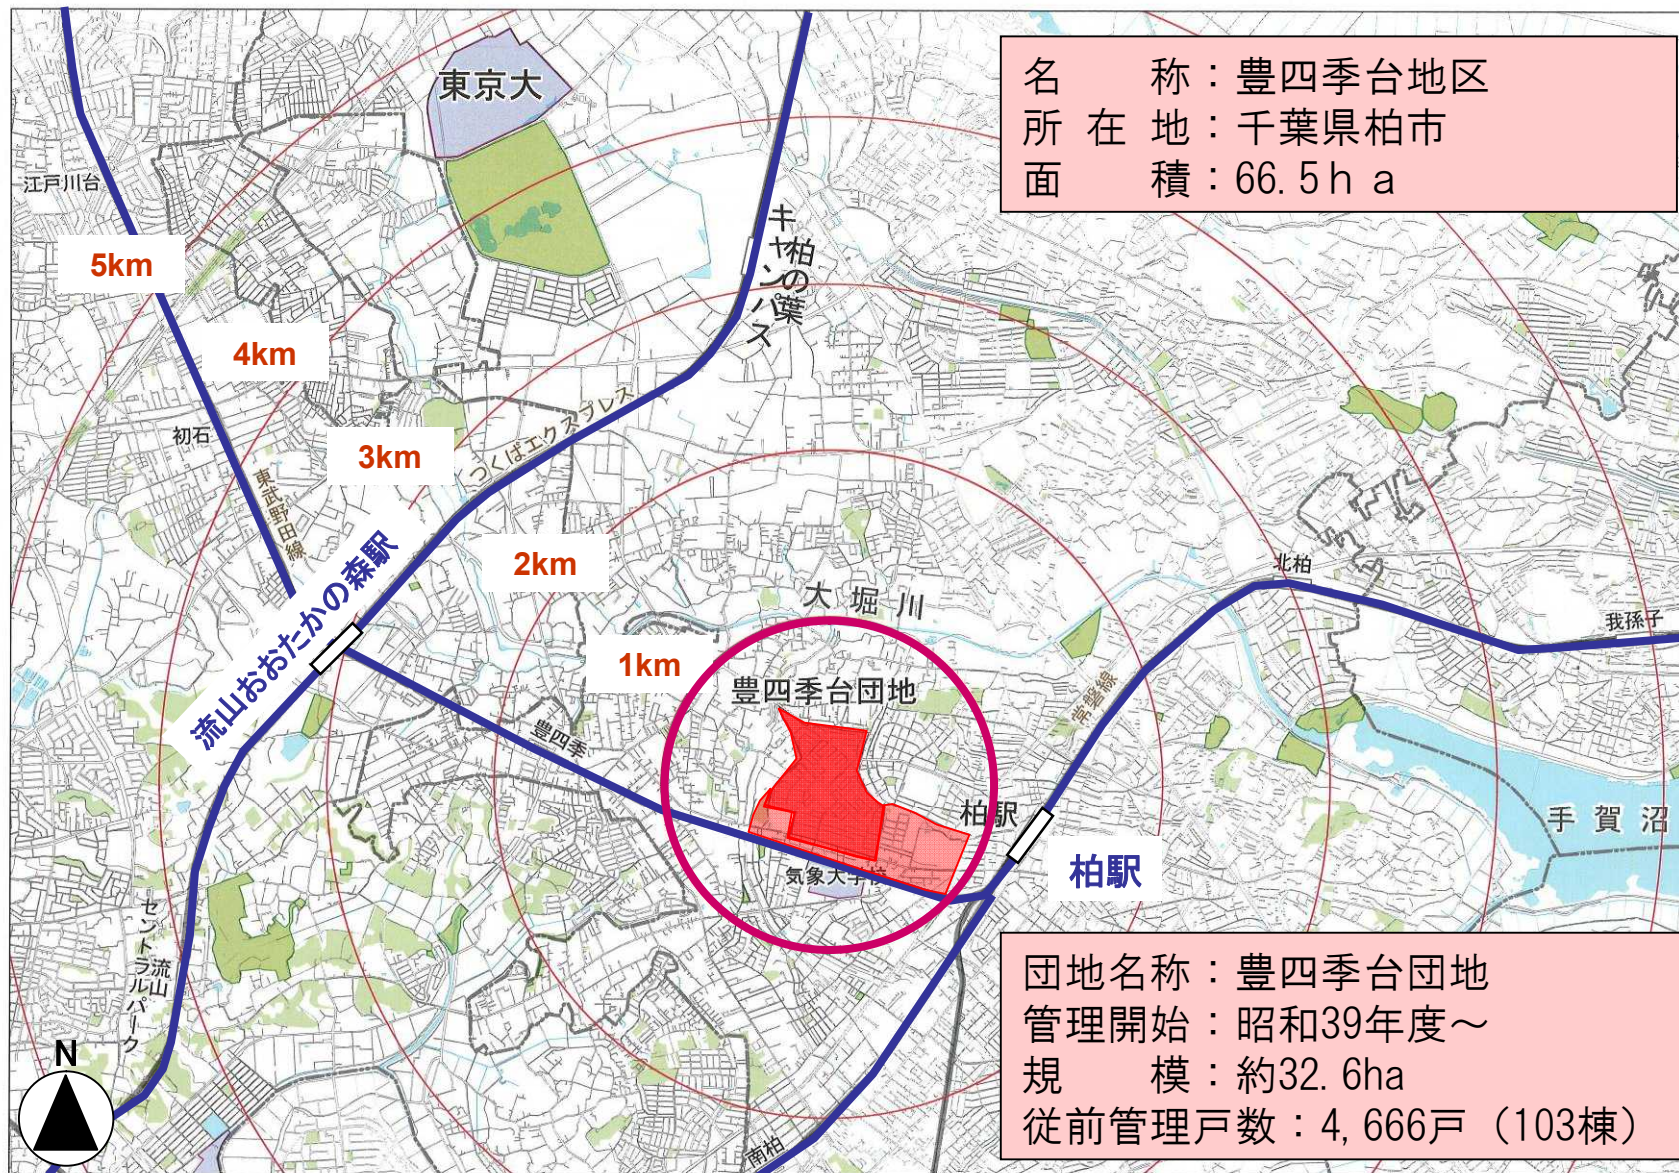 名　　称：豊四季台地区
所 在 地：千葉県柏市
面　　積：66.5ｈａ
東京大
江戸川台
5km
柏の葉
キャンパス
4km
初石
3km
つくばエクスプレス
東武野田線
流山おおたかの森駅
2km
大堀川
北柏
我孫子
1km
豊四季台団地
常磐線
豊四季
柏駅
柏駅
手賀沼
気象大学校
流山
セントラルパーク
N
南柏
団地名称：豊四季台団地
管理開始：昭和39年度～
規　　模：約32.6ha
従前管理戸数：4,666戸（103棟）